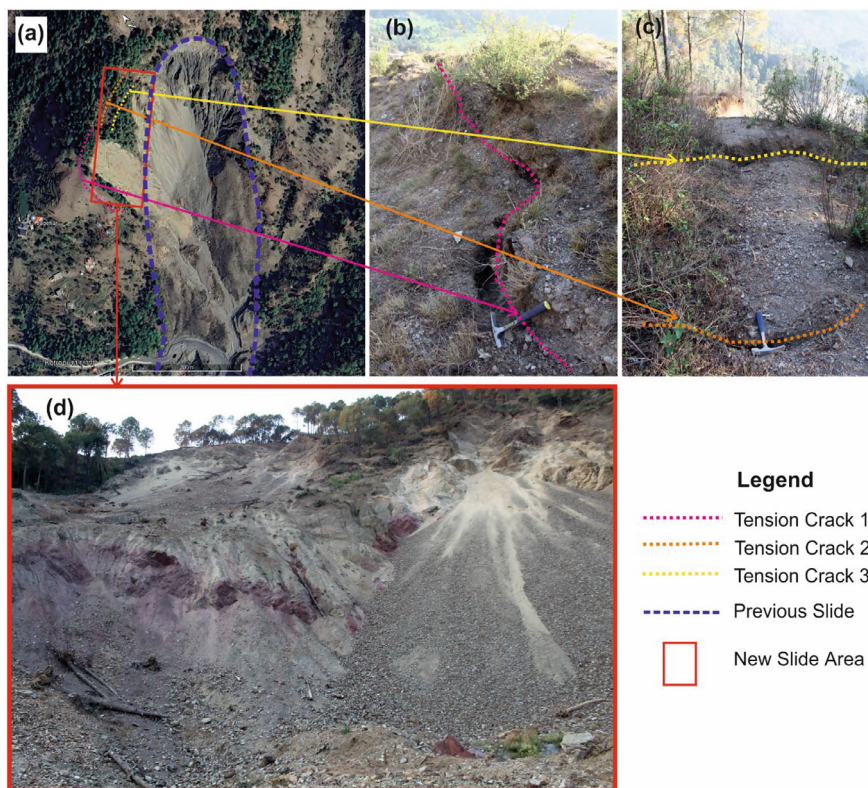 (a)
(b)
(c)
(d)
Legend
Tension Crack 1
Tension Crack 2
Tension Crack 3
Previous Slide
New Slide Area